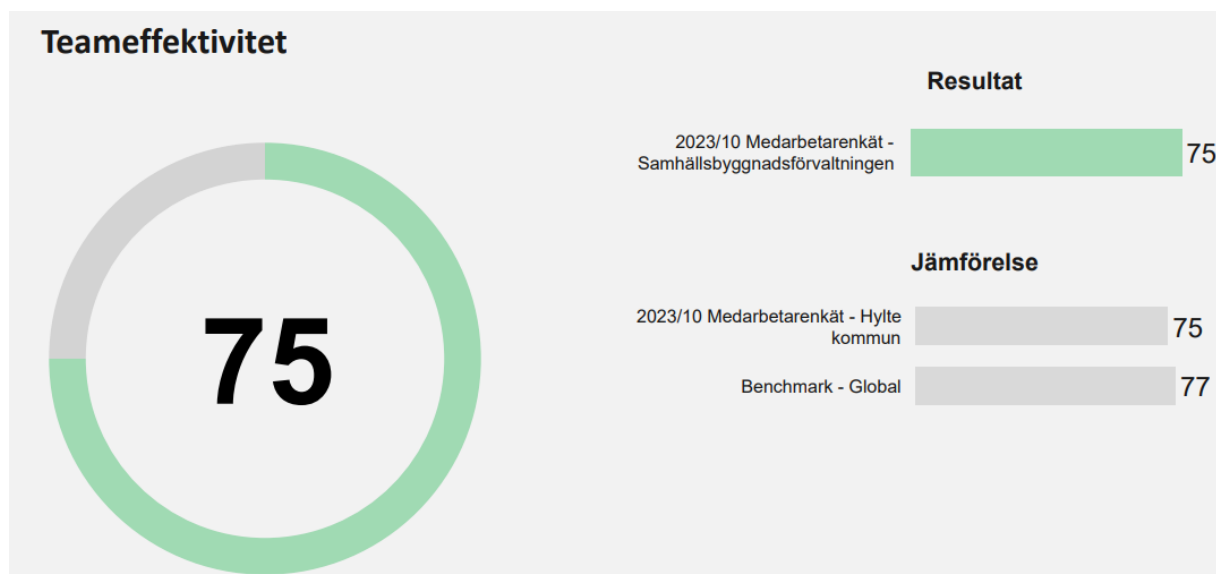 Teameffektivitet
75
Resultat
2023/10 Medarbetarenkät -
Samhällsbyggnadsförvaltningen
75
Jämförelse
2023/10 Medarbetarenkät - Hylte
kommun
75
Benchmark - Global
77